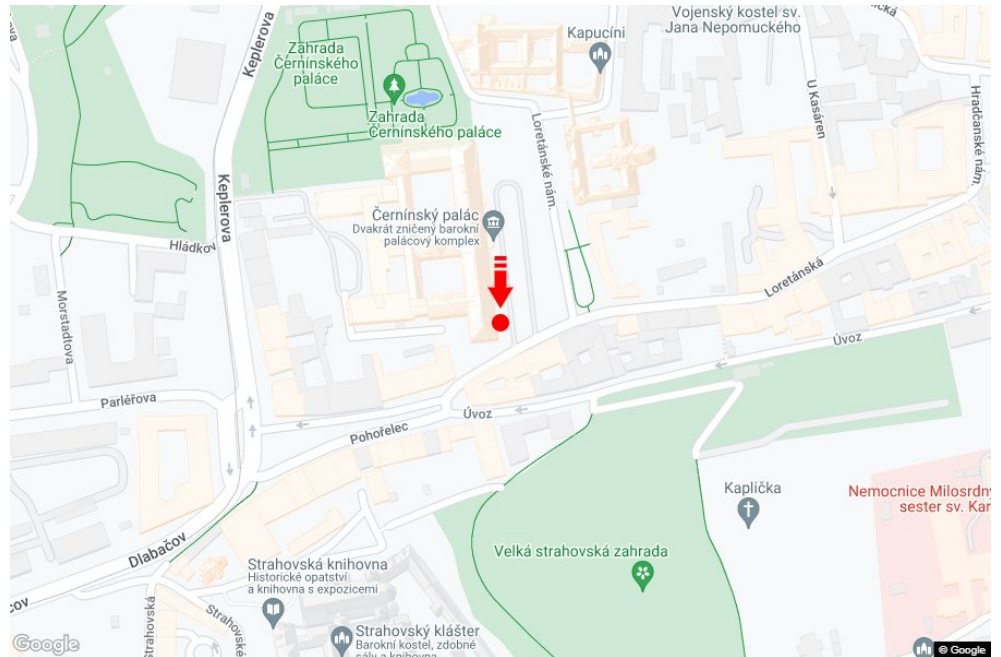 Vojenský kostel sv.
Jana Nepomuckého
Kapucíni
Zahrada
Černínského
paláce
Keplerova
Zahrada
Černínského paláce
Loretánské nám.
U Kasáren
Hradčanské nám.
Keplerova
Černínský palác
Dvakrát zničený barokní
palácový komplex
Hládkov
Loretánská
Morstadtova
Úvoz
Parléřova
Úvoz
Pohořelec
Kaplička
Nemocnice Milosrdný
sester sv. Kar
Dlabačov
Velká strahovská zahrada
Strahovská knihovna
Historické opatství
a knihovna s expozicemi
čov
Strahovská
Strahovská
Strahovský klášter
Barokní kostel, zdobné
sály a knihovna
Google
© Google